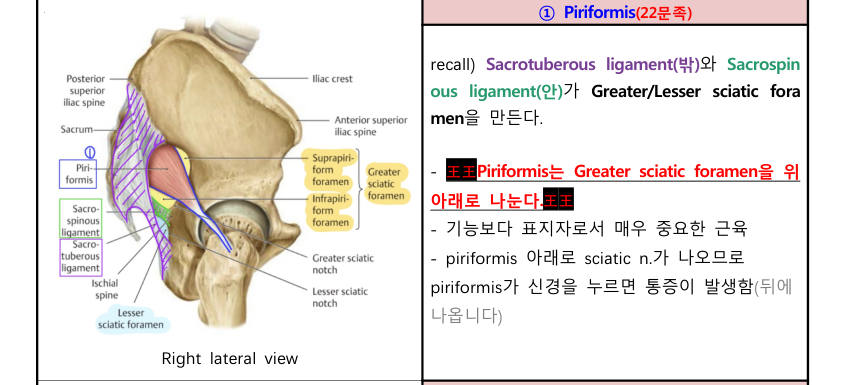 ① Piriformis(22문족)
Posterior
superior
iliac spine
Sacrum
①
Piri-
formis
Sacro-
spinous
ligament
Sacro-
tuberous
ligament
Ischial
spine
Lesser
sciatic foramen
Iliac crest
Anterior superior
iliac spine
Suprapiri-
form
foramen
Infrapiri-
form
foramen
Greater
sciatic
foramen
Greater sciatic
notch
Lesser sciatic
notch
Right lateral view
recall) Sacrotuberous ligament(밖)와 Sacrospin
ous ligament(안)가 Greater/Lesser sciatic fora
men을 만든다.
- 王王Piriformis는 Greater sciatic foramen을 위
아래로 나눈다.王王
- 기능보다 표지자로서 매우 중요한 근육
- piriformis 아래로 sciatic n.가 나오므로
piriformis가 신경을 누르면 통증이 발생함(뒤에
나옵니다)